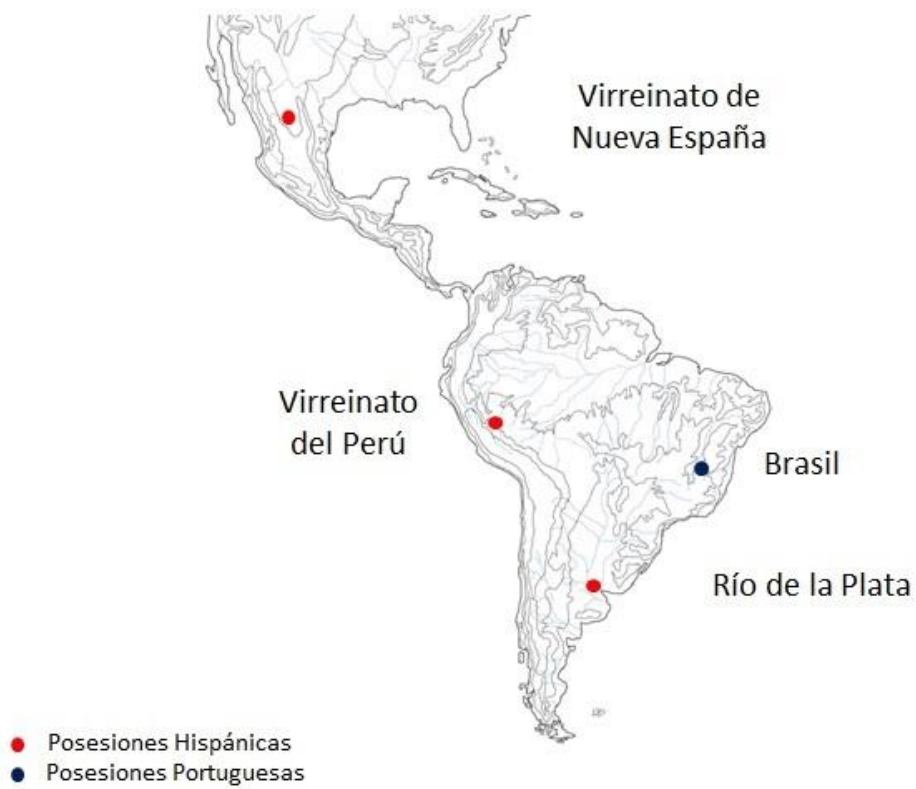 Virreinato de
Nueva España
Virreinato
del Perú
Brasil
Río de la Plata
Posesiones Hispánicas
Posesiones Portuguesas